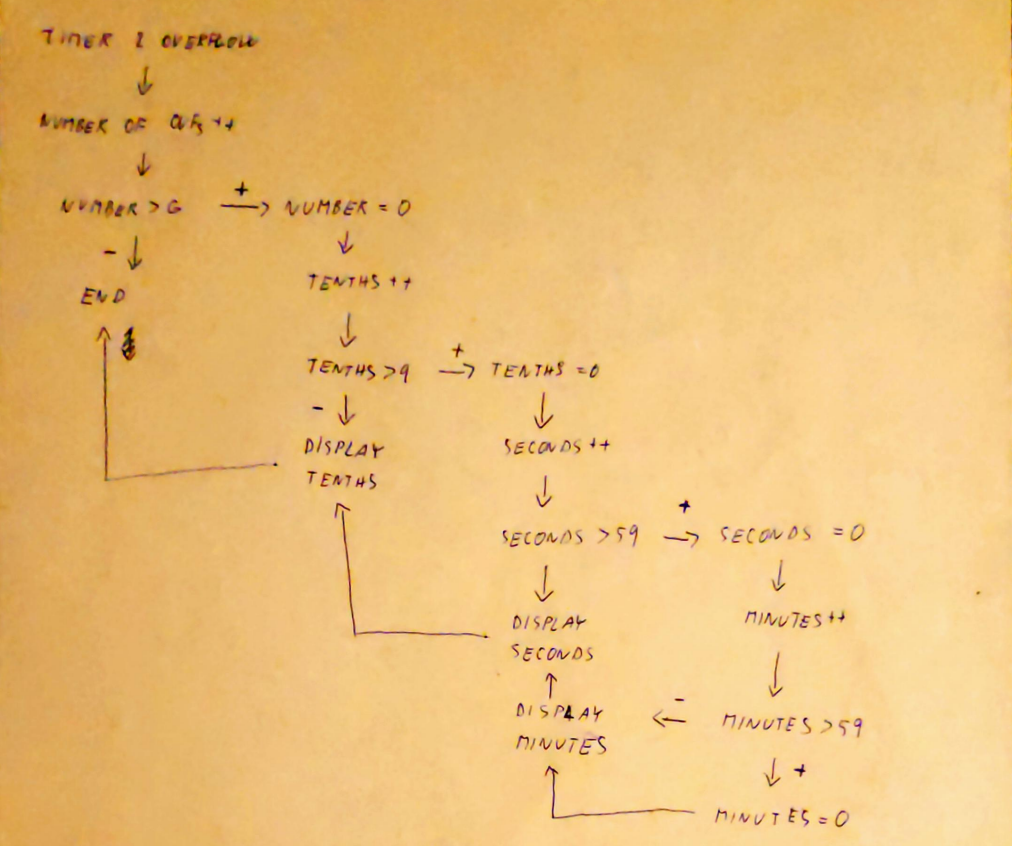 TIMER 2 OVERFLOW
NUMBER OF OVFs ++
NUMBER > 6 + NUMBER = 0
-
END
TENTHS ++
TENTHS > 9 + TENTHS = 0
-
DISPLAY
TENTHS
SECONDS ++
SECONDS > 59 + SECONDS = 0
DISPLAY
SECONDS
MINUTES ++
DISPLAY
MINUTES
- MINUTES > 59
+
MINUTES = 0